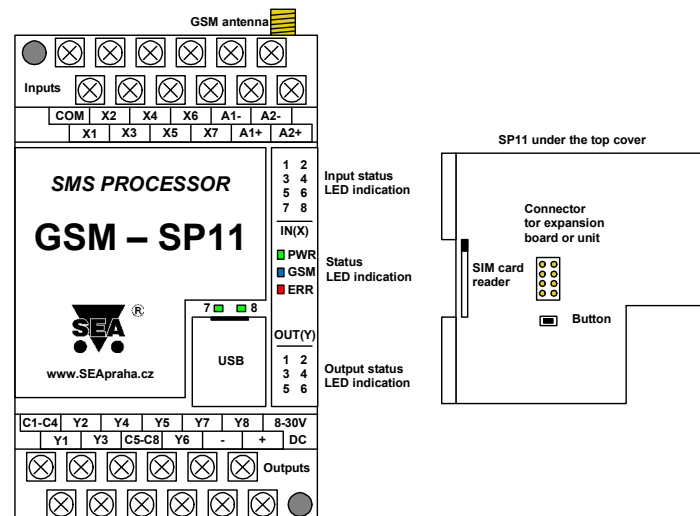 GSM antenna
Inputs
COM X2 X4 X6 A1- A2-
X1 X3 X5 X7 A1+ A2+
SMS PROCESSOR
GSM – SP11
SEA ®
www.SEApraha.cz
1 2
3 4
5 6
7 8
IN(X)
PWR
GSM
ERR
7 8
USB
OUT(Y)
1 2
3 4
5 6
Input status
LED indication
Status
LED indication
Output status
LED indication
C1-C4 Y2 Y4 Y5 Y7 Y8 8-30V
Y1 Y3 C5-C8 Y6 - + DC
Outputs
SP11 under the top cover
Connector
tor expansion
board or unit
SIM card
reader
Button